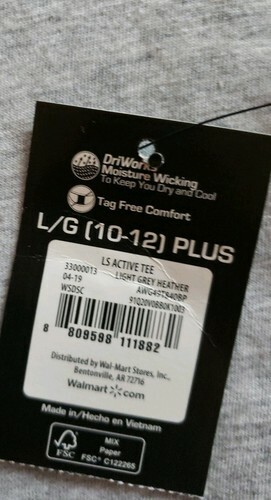 DriWorks
Moisture Wicking
To Keep You Dry and Cool
Tag Free Comfort
L/G (10-12) PLUS
LS ACTIVE TEE
33000013 LIGHT GREY HEATHER
04-19 AWG49T840BP
WSDSC 91Q20V0BB0K1003
8 809598 111882
Distributed by Wal-Mart Stores, Inc.,
Bentonville, AR 72716
Walmart.com
Made in/Hecho en Vietnam
FSC
MIX
Paper
FSC® C122265